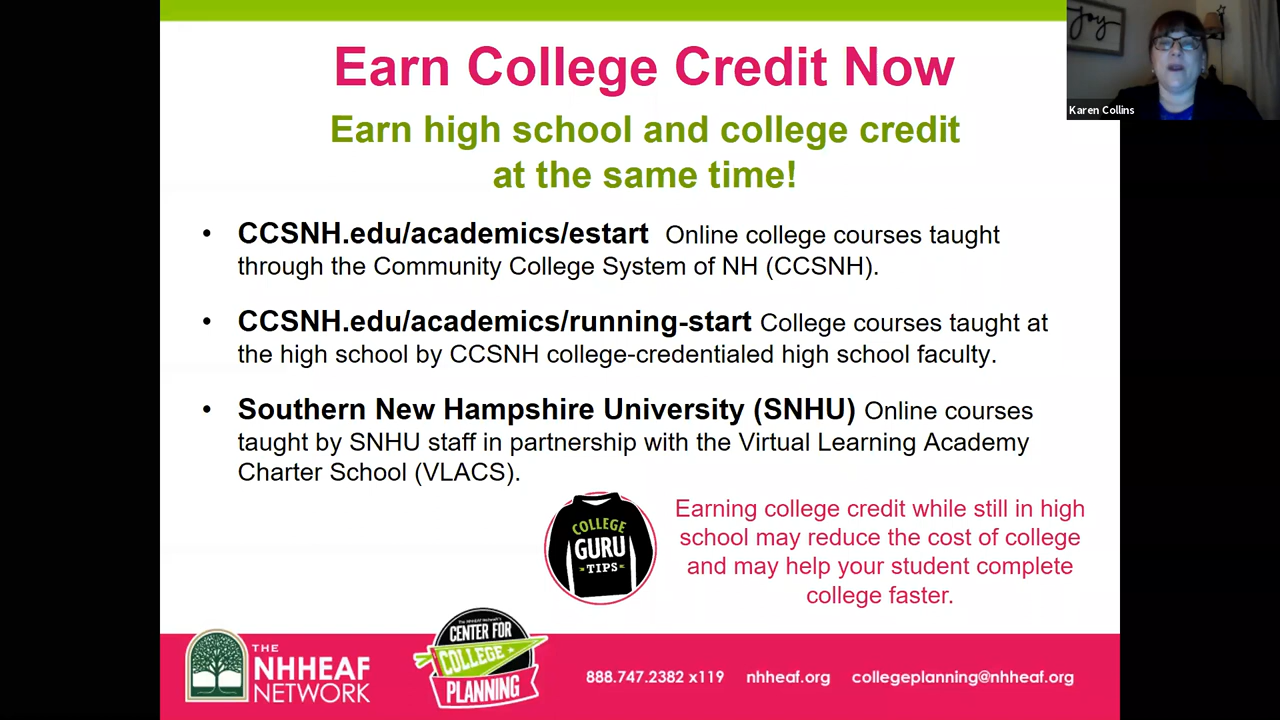 Earn College Credit Now
Earn high school and college credit
at the same time!
• CCSNH.edu/academics/estart Online college courses taught
through the Community College System of NH (CCSNH).
• CCSNH.edu/academics/running-start College courses taught at
the high school by CCSNH college-credentialed high school faculty.
• Southern New Hampshire University (SNHU) Online courses
taught by SNHU staff in partnership with the Virtual Learning Academy
Charter School (VLACS).
COLLEGE
GURU
TIPS
Earning college credit while still in high
school may reduce the cost of college
and may help your student complete
college faster.
THE
NHHEAF
NETWORK
The NHHEAF Network's
CENTER FOR
COLLEGE
PLANNING
888.747.2382 x119 nhheaf.org collegeplanning@nhheaf.org
Joy
Karen Collins